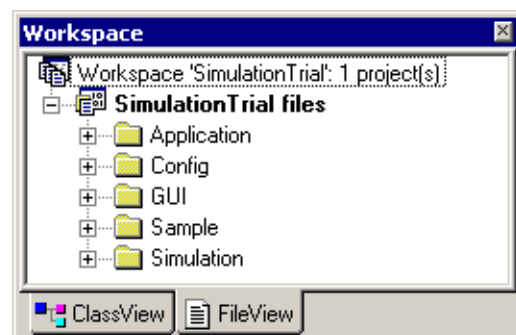 Workspace
Workspace 'SimulationTrial': 1 project(s)
SimulationTrial files
Application
Config
GUI
Sample
Simulation
ClassView FileView